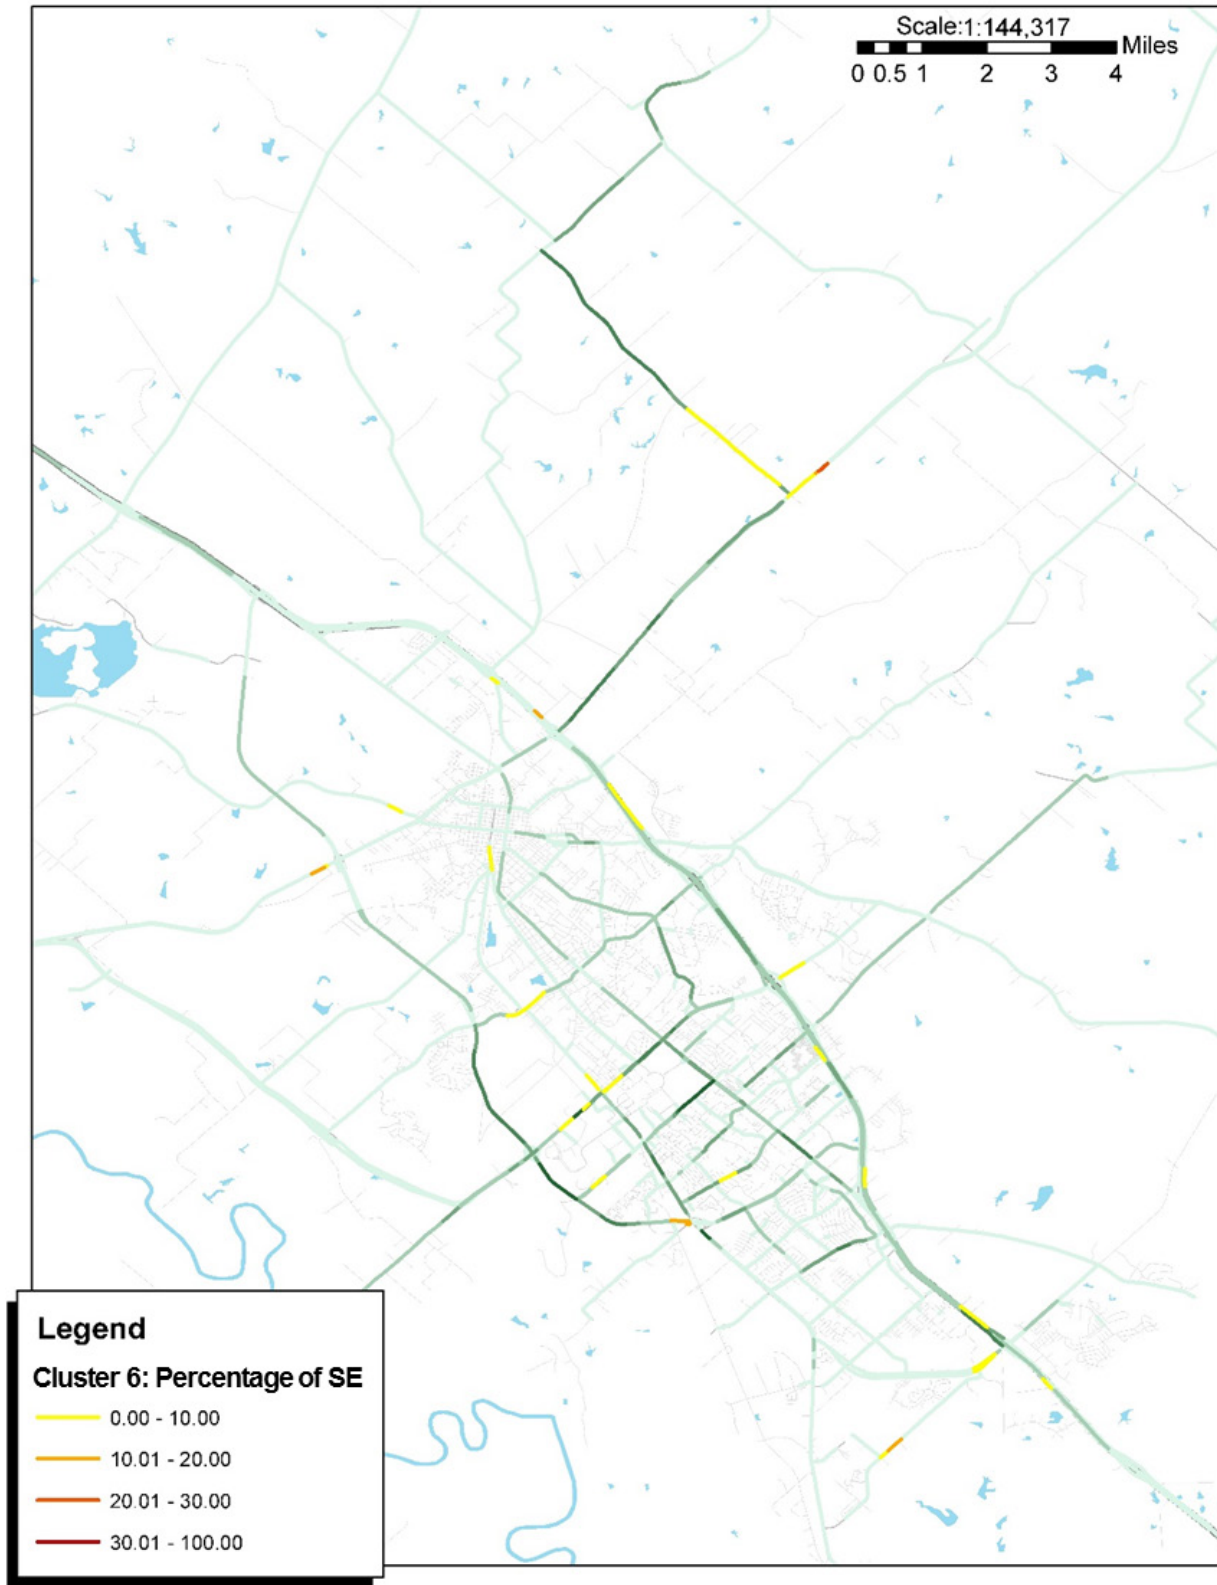 Scale:1:144,317
Miles
0 0.5 1 2 3 4
Legend
Cluster 6: Percentage of SE
0.00 - 10.00
10.01 - 20.00
20.01 - 30.00
30.01 - 100.00